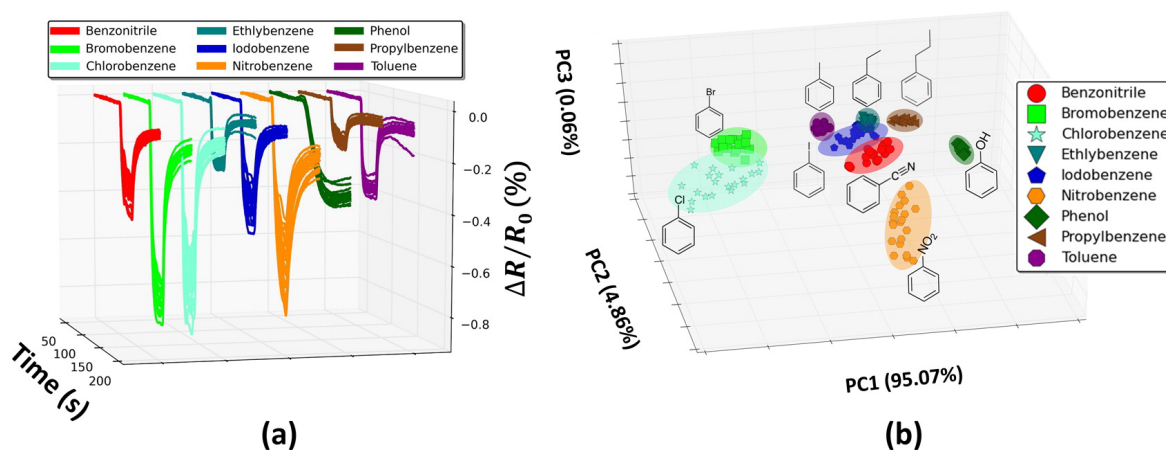 Benzonitrile Ethlybenzene Phenol
Bromobenzene Iodobenzene Propylbenzene
Chlorobenzene Nitrobenzene Toluene
0.0
−0.2
−0.4
−0.6
−0.8
ΔR/R0 (%)
50
100
150
200
Time (s)
(a)
PC3 (0.06%)
PC2 (4.86%)
PC1 (95.07%)
Br
Cl
I
C≡N
NO2
OH
Benzonitrile
Bromobenzene
Chlorobenzene
Ethlybenzene
Iodobenzene
Nitrobenzene
Phenol
Propylbenzene
Toluene
(b)